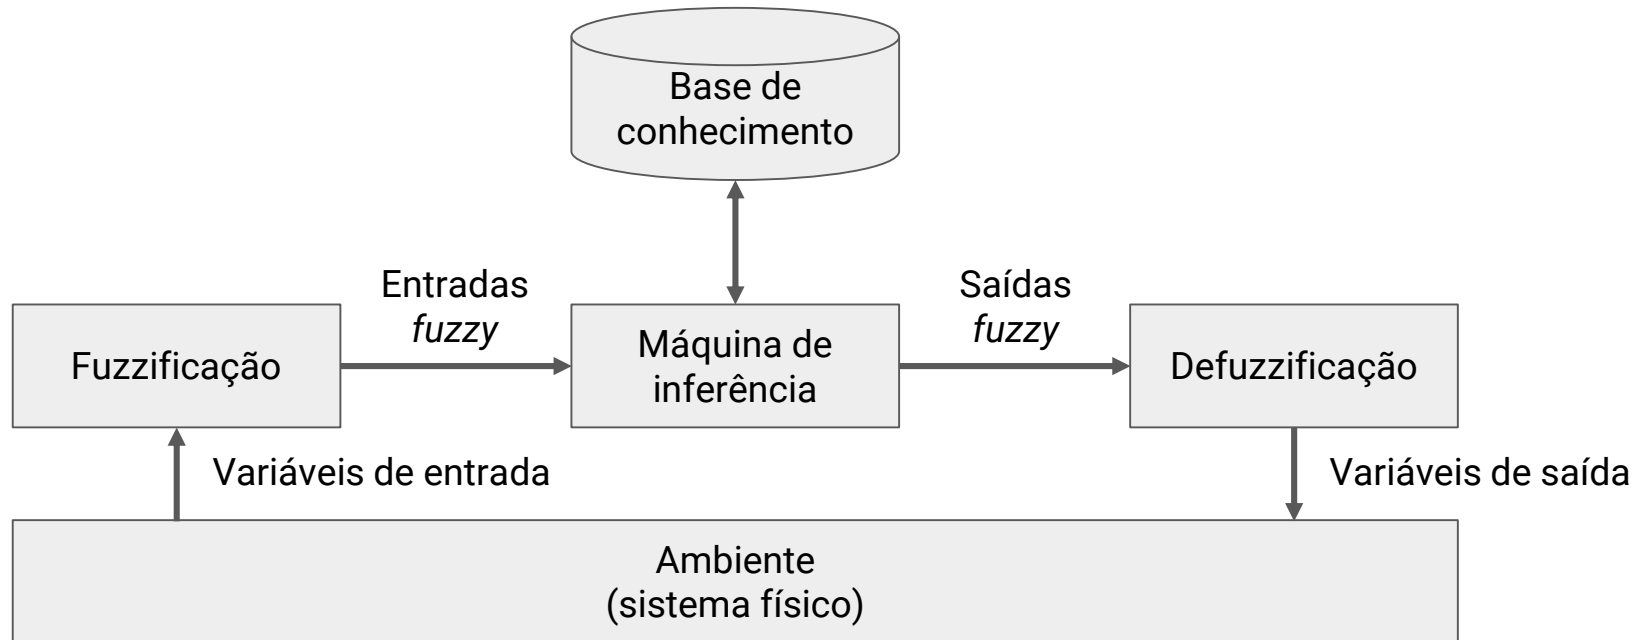 Base de
conhecimento
Entradas
fuzzy
Saídas
fuzzy
Fuzzificação
Máquina de
inferência
Defuzzificação
Variáveis de entrada
Variáveis de saída
Ambiente
(sistema físico)